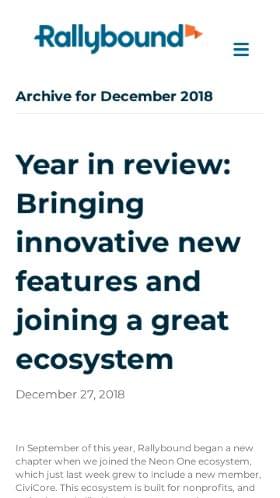 Rallybound
Archive for December 2018
Year in review:
Bringing
innovative new
features and
joining a great
ecosystem
December 27, 2018
In September of this year, Rallybound began a new
chapter when we joined the Neon One ecosystem,
which just last week grew to include a new member,
CiviCore. This ecosystem is built for nonprofits, and